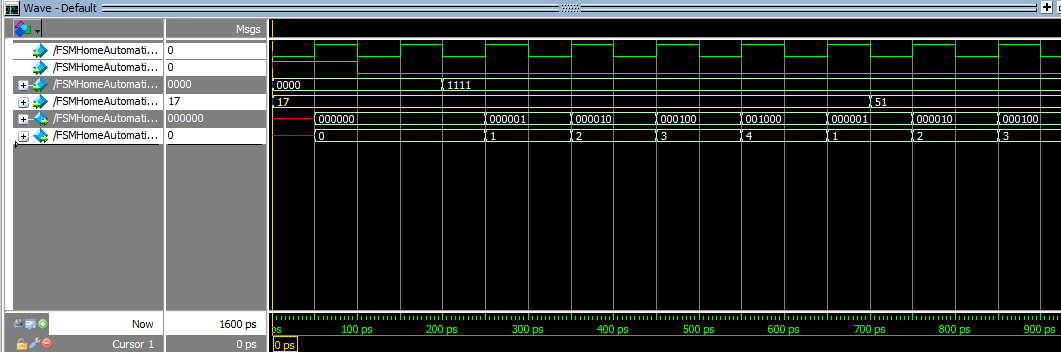 Wave - Default
Msgs
/FSMHomeAutomati... 0
/FSMHomeAutomati... 0
/FSMHomeAutomati... 0000 0000 1111
/FSMHomeAutomati... 17 17 51
/FSMHomeAutomati... 000000 000000 000001 000010 000100 001000 000001 000010 000100
/FSMHomeAutomati... 0 0 1 2 3 4 1 2 3
Now 1600 ps ps 100 ps 200 ps 300 ps 400 ps 500 ps 600 ps 700 ps 800 ps 900 ps
Cursor 1 0 ps 0 ps